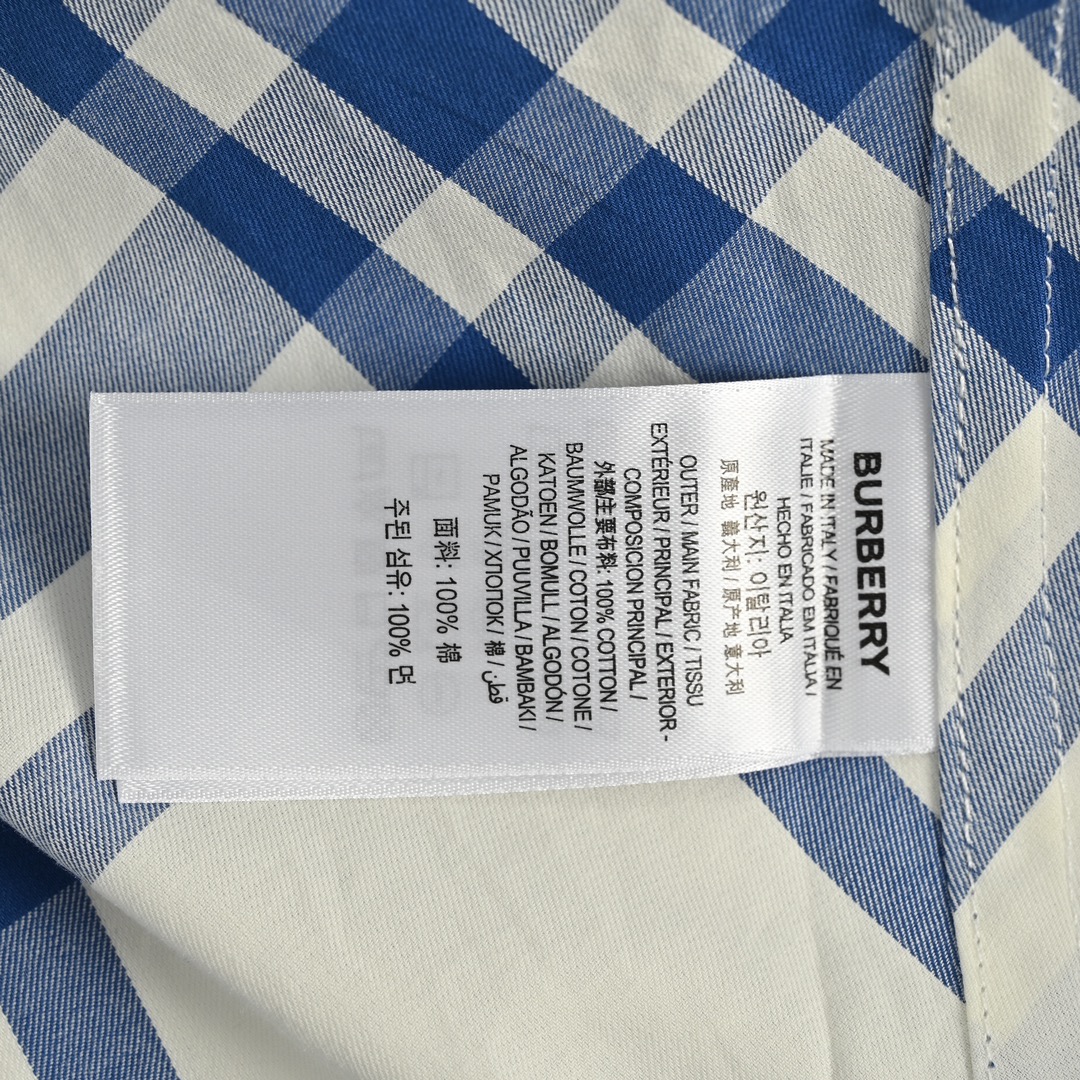 BURBERRY
MADE IN ITALY / FABRIQUÉ EN
ITALIE / FABRICADO EM ITALIA /
HECHO EN ITALIA
원산지: 이탈리아
原產地 義大利 / 原产地 意大利
OUTER / MAIN FABRIC / TISSU
EXTÉRIEUR / PRINCIPAL / EXTERIOR -
COMPOSICION PRINCIPAL /
外部/主要布料: 100% COTTON /
BAUMWOLLE / COTON / COTONE /
KATOEN / BOMULL / ALGODÓN /
ALGODÃO / PUUVILLA / BAMBAKI /
PAMUK / ХΠΟΠΟΚ / 棉 / قطن
面料: 100% 棉
주된 섬유: 100% 면